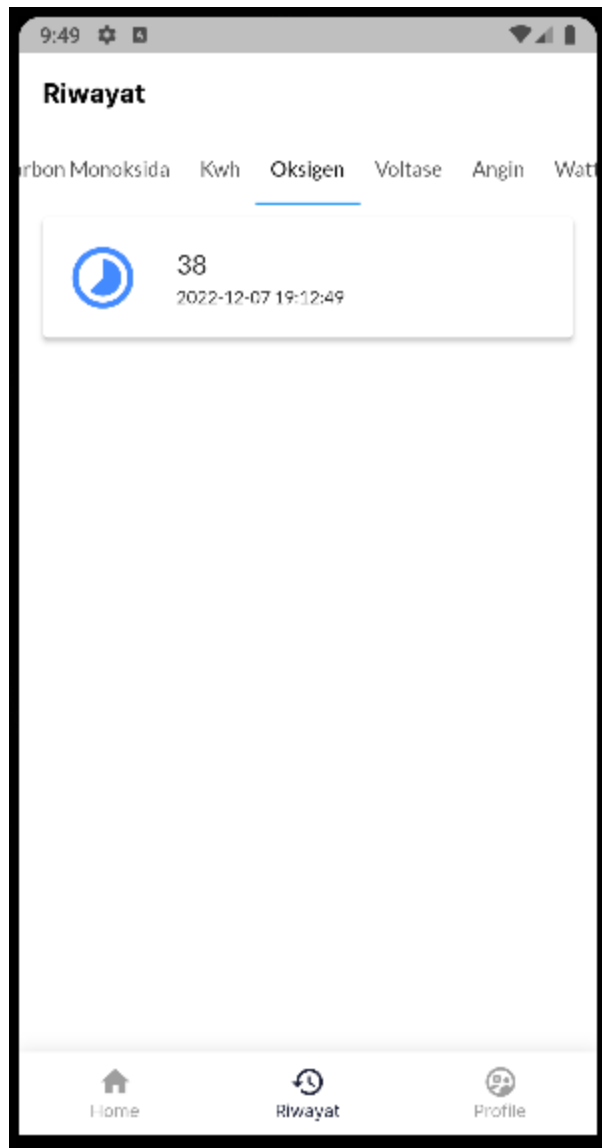 9:49
Riwayat
rbon Monoksida Kwh Oksigen Voltase Angin Watt
38
2022-12-07 19:12:49
Home Riwayat Profile